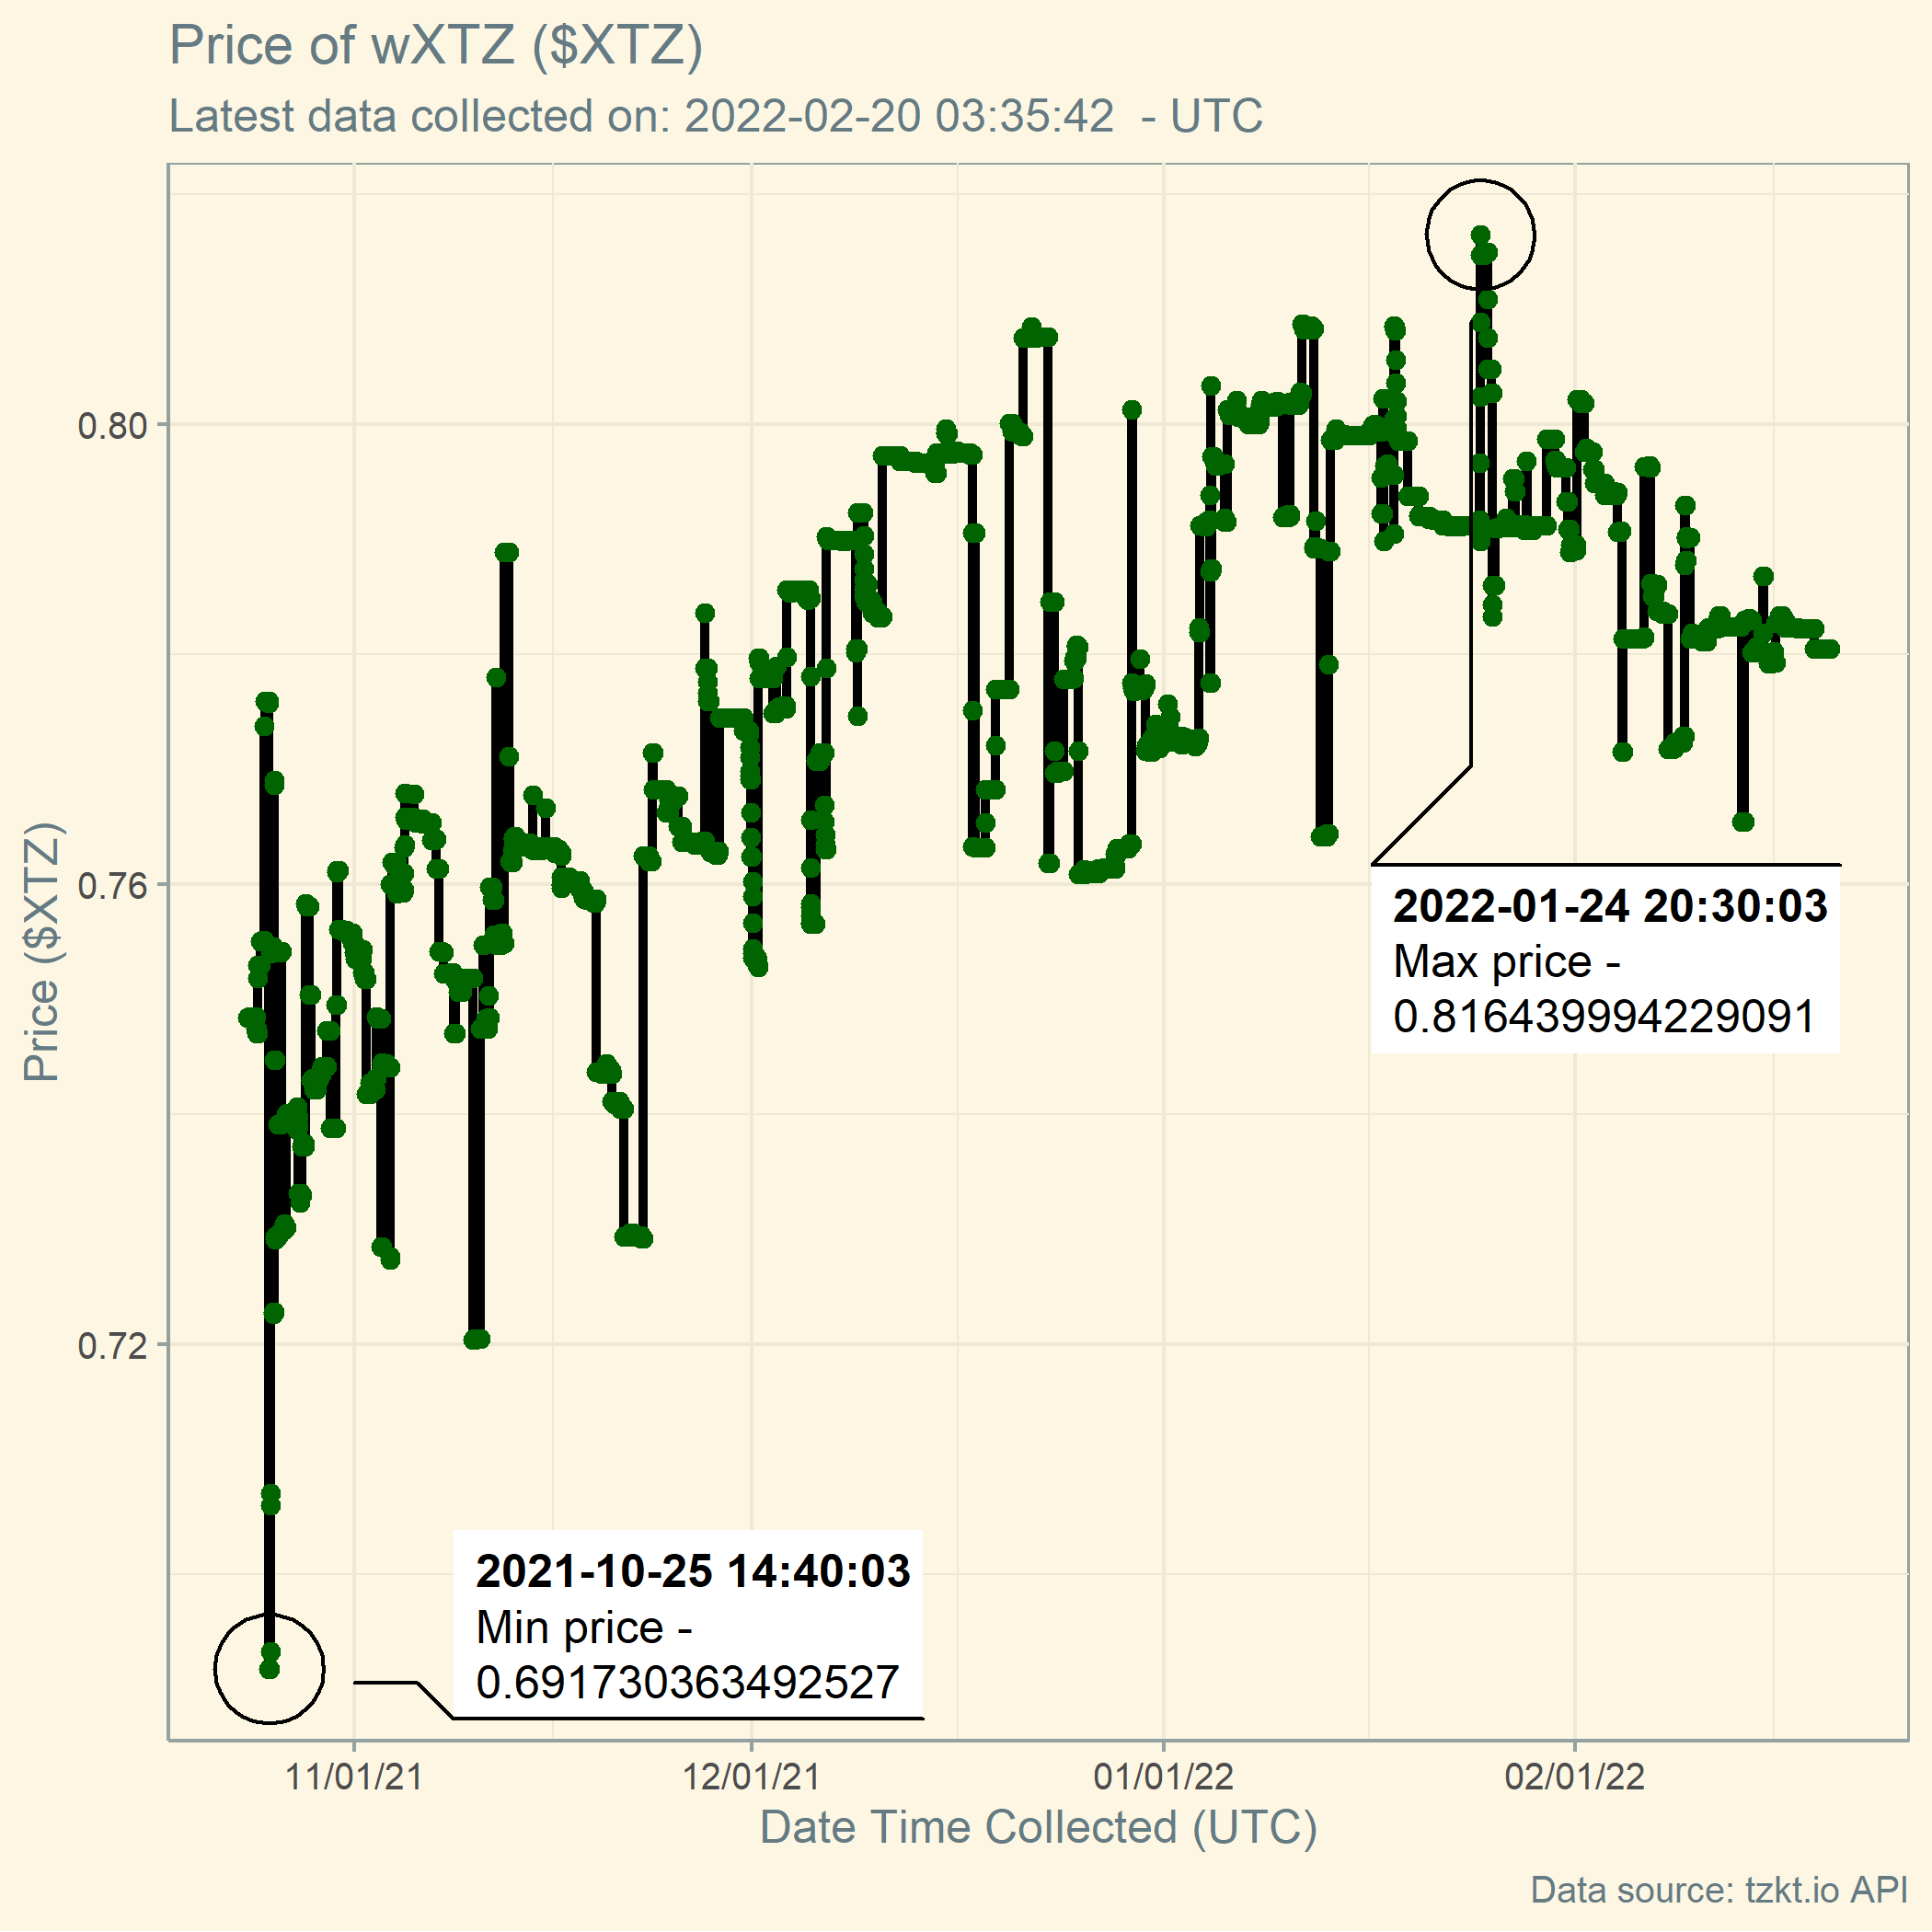 Price of wXTZ ($XTZ)
Latest data collected on: 2022-02-20 03:35:42  - UTC
Price ($XTZ)
0.80
0.76
0.72
2022-01-24 20:30:03
Max price -
0.816439994229091
2021-10-25 14:40:03
Min price -
0.691730363492527
11/01/21
12/01/21
01/01/22
02/01/22
Date Time Collected (UTC)
Data source: tzkt.io API